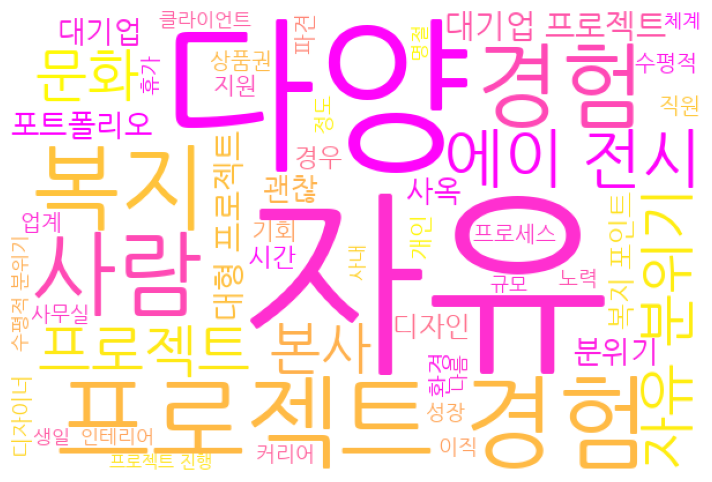 클라이언트
대기업
다양
파견
명절
대기업 프로젝트
체계
문화
휴가
상품권
지원
정도
경험
수평적
직원
포트폴리오
에이 전시
복지
대형 프로젝트
경우
괜찮
사옥
자유
업계
사람
기회
시간
사내
개인
프로세스
규모
노력
복지 포인트
자유 분위기
수평적 분위기
사무실
프로젝트
본사
디자인
분위기
환경
다름
디자이너
프로젝트 경험
성장
생일
인테리어
프로젝트 진행
커리어
이직